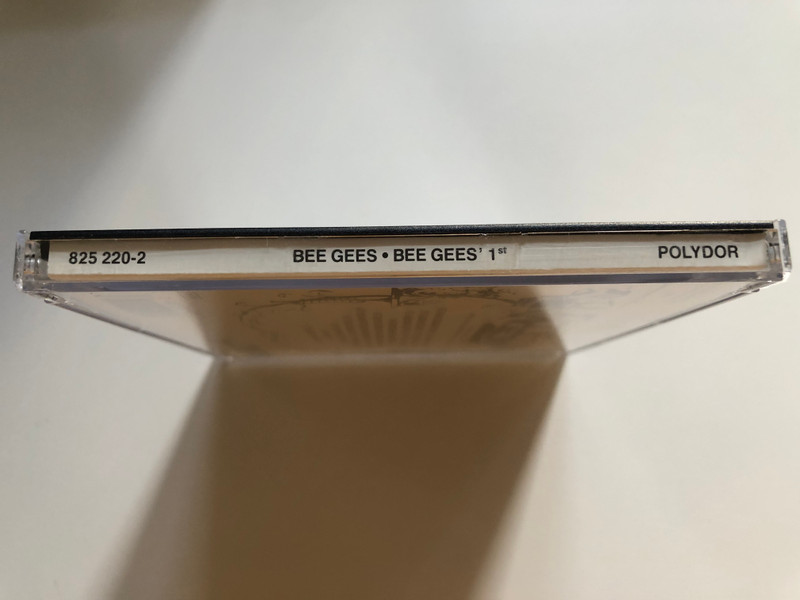 825 220-2 BEE GEES • BEE GEES' 1st POLYDOR